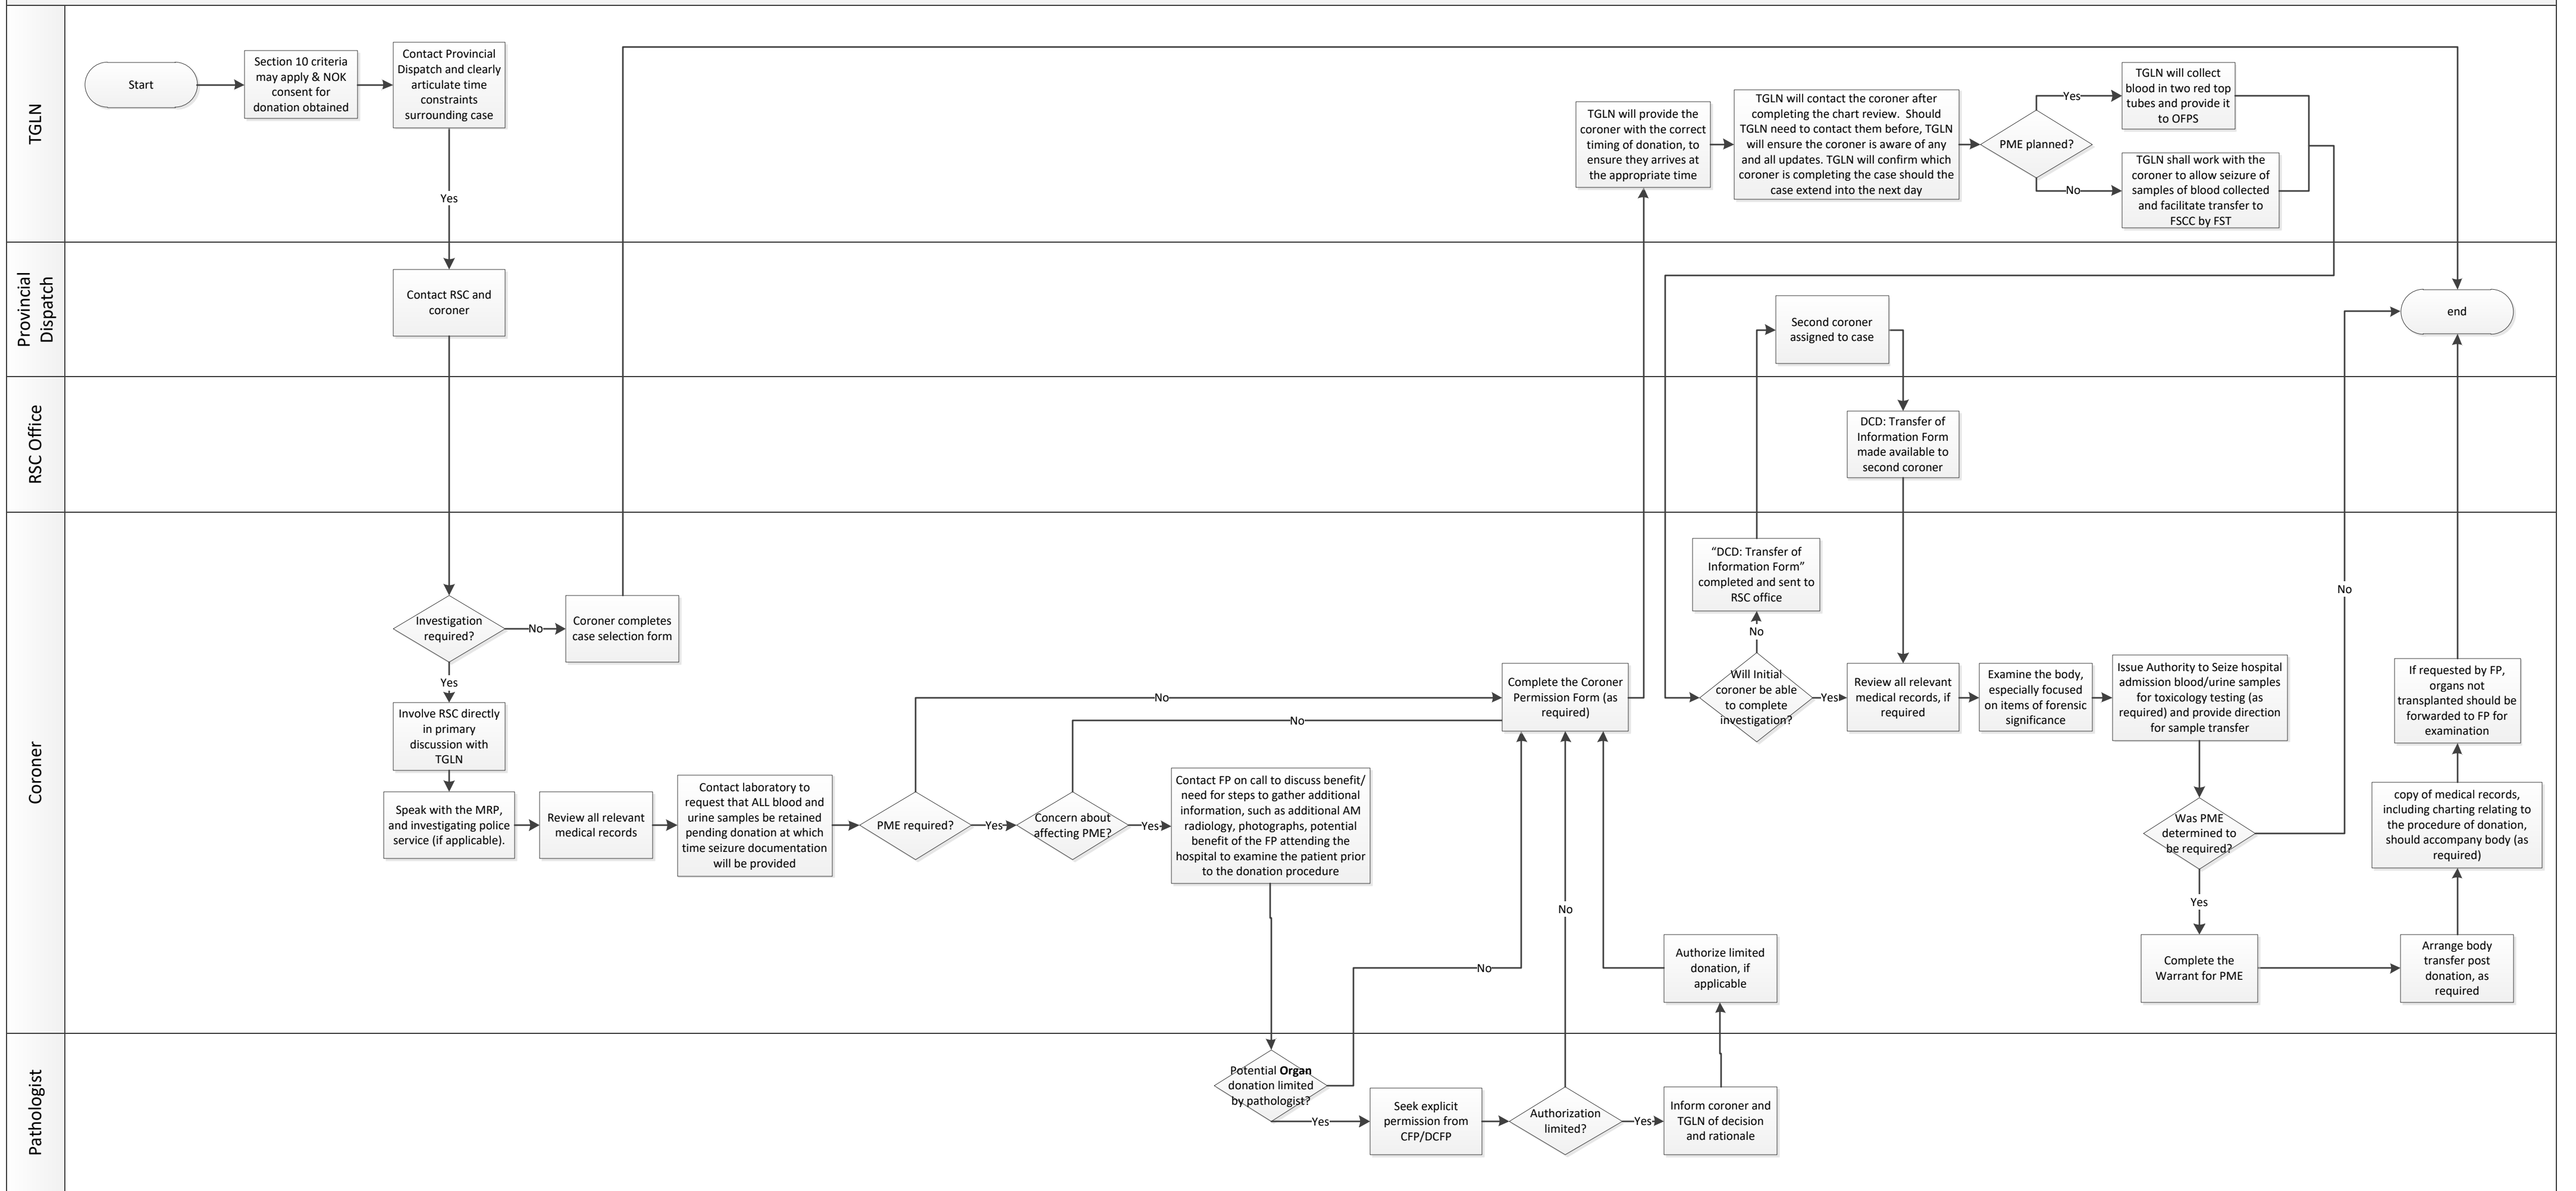 TGLN
Start
Section 10 criteria
may apply & NOK
consent for
donation obtained
Contact Provincial
Dispatch and clearly
articulate time
constraints
surrounding case
Yes
TGLN will provide the
coroner with the correct
timing of donation, to
ensure they arrives at
the appropriate time
TGLN will contact the coroner after
completing the chart review.  Should
TGLN need to contact them before, TGLN
will ensure the coroner is aware of any
and all updates. TGLN will confirm which
coroner is completing the case should the
case extend into the next day
PME planned?
Yes
TGLN will collect
blood in two red top
tubes and provide it
to OFPS
No
TGLN shall work with the
coroner to allow seizure of
samples of blood collected
and facilitate transfer to
FSCC by FST
Provincial
Dispatch
Contact RSC and
coroner
Second coroner
assigned to case
end
RSC Office
DCD: Transfer of
Information Form
made available to
second coroner
Coroner
Investigation
required?
No
Coroner completes
case selection form
Yes
Involve RSC directly
in primary
discussion with
TGLN
Speak with the MRP,
and investigating police
service (if applicable).
Review all relevant
medical records
Contact laboratory to
request that ALL blood and
urine samples be retained
pending donation at which
time seizure documentation
will be provided
PME required?
No
Yes
Concern about
affecting PME?
No
Yes
Contact FP on call to discuss benefit/
need for steps to gather additional
information, such as additional AM
radiology, photographs, potential
benefit of the FP attending the
hospital to examine the patient prior
to the donation procedure
Complete the Coroner
Permission Form (as
required)
No
No
Authorize limited
donation, if
applicable
“DCD: Transfer of
Information Form”
completed and sent to
RSC office
No
Will Initial
coroner be able
to complete
investigation?
Yes
Review all relevant
medical records, if
required
Examine the body,
especially focused
on items of forensic
significance
Issue Authority to Seize hospital
admission blood/urine samples
for toxicology testing (as
required) and provide direction
for sample transfer
Was PME
determined to
be required?
No
Yes
Complete the
Warrant for PME
Arrange body
transfer post
donation, as
required
copy of medical records,
including charting relating to
the procedure of donation,
should accompany body (as
required)
If requested by FP,
organs not
transplanted should be
forwarded to FP for
examination
Pathologist
Potential Organ
donation limited
by pathologist?
Yes
Seek explicit
permission from
CFP/DCFP
Authorization
limited?
Yes
Inform coroner and
TGLN of decision
and rationale